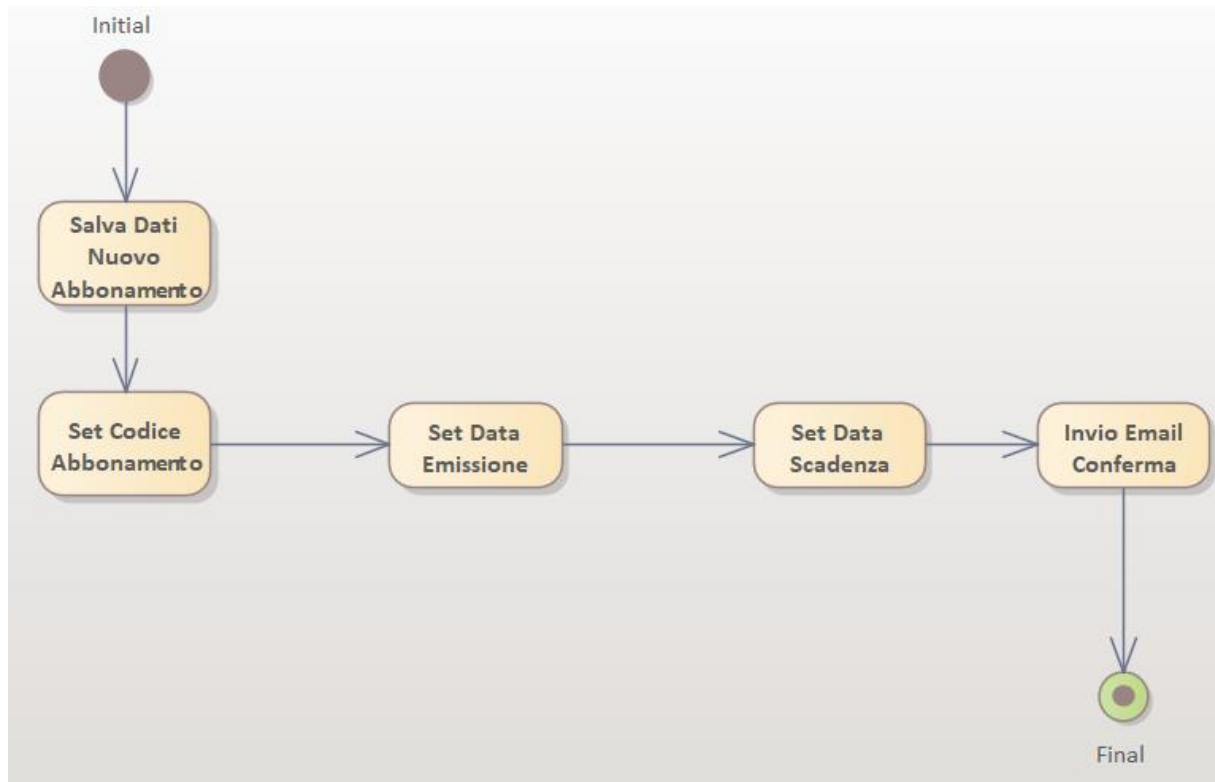 Initial
Salva Dati
Nuovo
Abbonamento
Set Codice
Abbonamento
Set Data
Emissione
Set Data
Scadenza
Invio Email
Conferma
Final